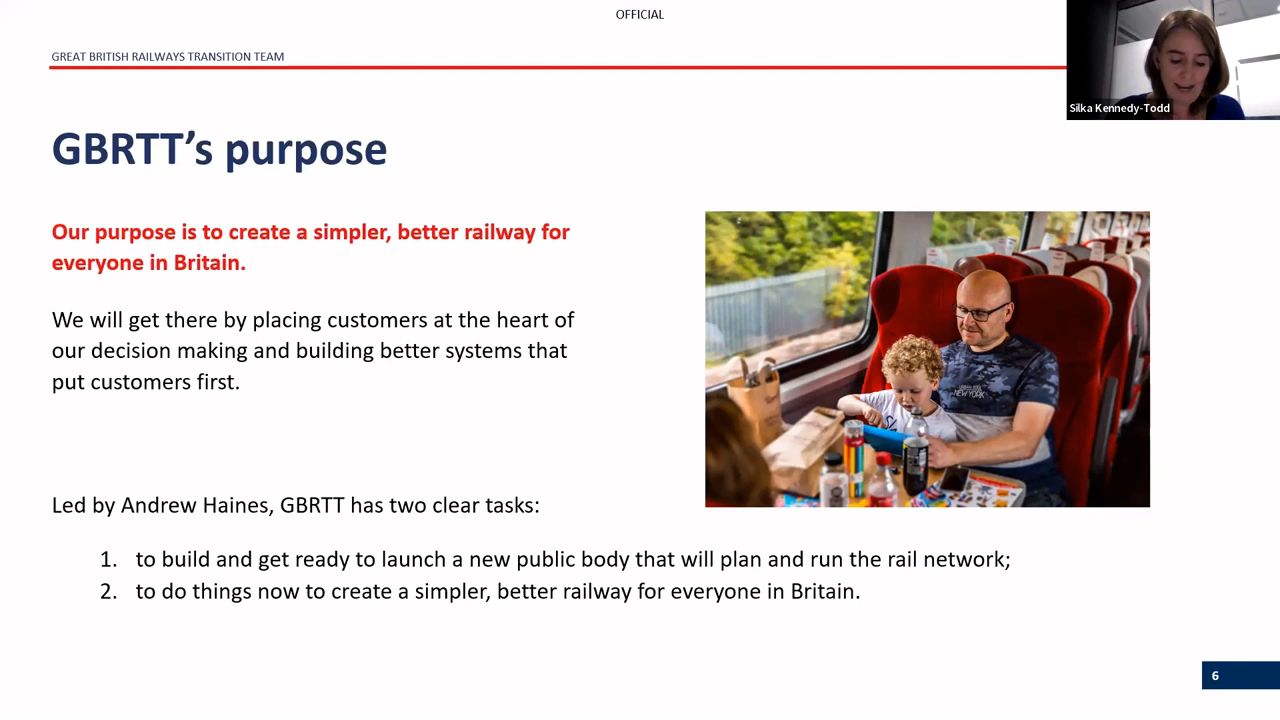 OFFICIAL
GREAT BRITISH RAILWAYS TRANSITION TEAM
Silka Kennedy-Todd
GBRTT's purpose
Our purpose is to create a simpler, better railway for
everyone in Britain.
We will get there by placing customers at the heart of
our decision making and building better systems that
put customers first.
NEW YORK
Led by Andrew Haines, GBRTT has two clear tasks:
1. to build and get ready to launch a new public body that will plan and run the rail network;
2. to do things now to create a simpler, better railway for everyone in Britain.
6